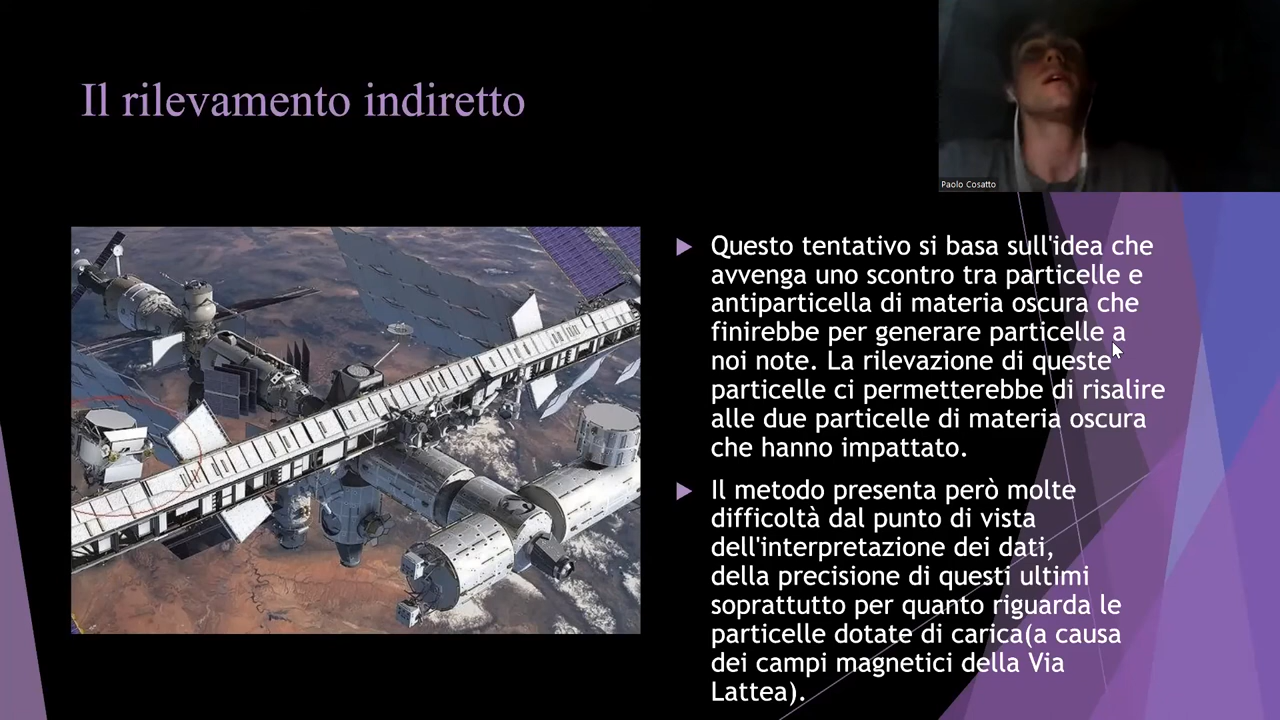 Il rilevamento indiretto
Paolo Cosatto
Questo tentativo si basa sull'idea che
avvenga uno scontro tra particelle e
antiparticella di materia oscura che
finirebbe per generare particelle a
noi note. La rilevazione di queste
particelle ci permetterebbe di risalire
alle due particelle di materia oscura
che hanno impattato.
Il metodo presenta però molte
difficoltà dal punto di vista
dell'interpretazione dei dati,
della precisione di questi ultimi
soprattutto per quanto riguarda le
particelle dotate di carica(a causa
dei campi magnetici della Via
Lattea).